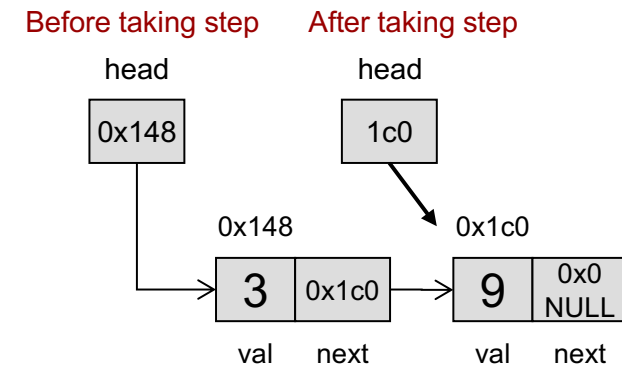 Before taking step After taking step
head head
0x148 1c0
0x148 0x1c0
3 0x1c0 9 0x0
NULL
val next val next